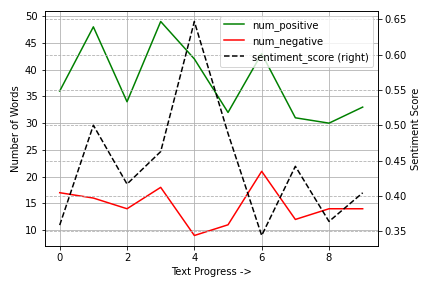 50
45
40
35
30
25
20
15
10
Number of Words
num_positive
num_negative
sentiment_score (right)
0.65
0.60
0.55
0.50
0.45
0.40
0.35
Sentiment Score
0 2 4 6 8
Text Progress ->